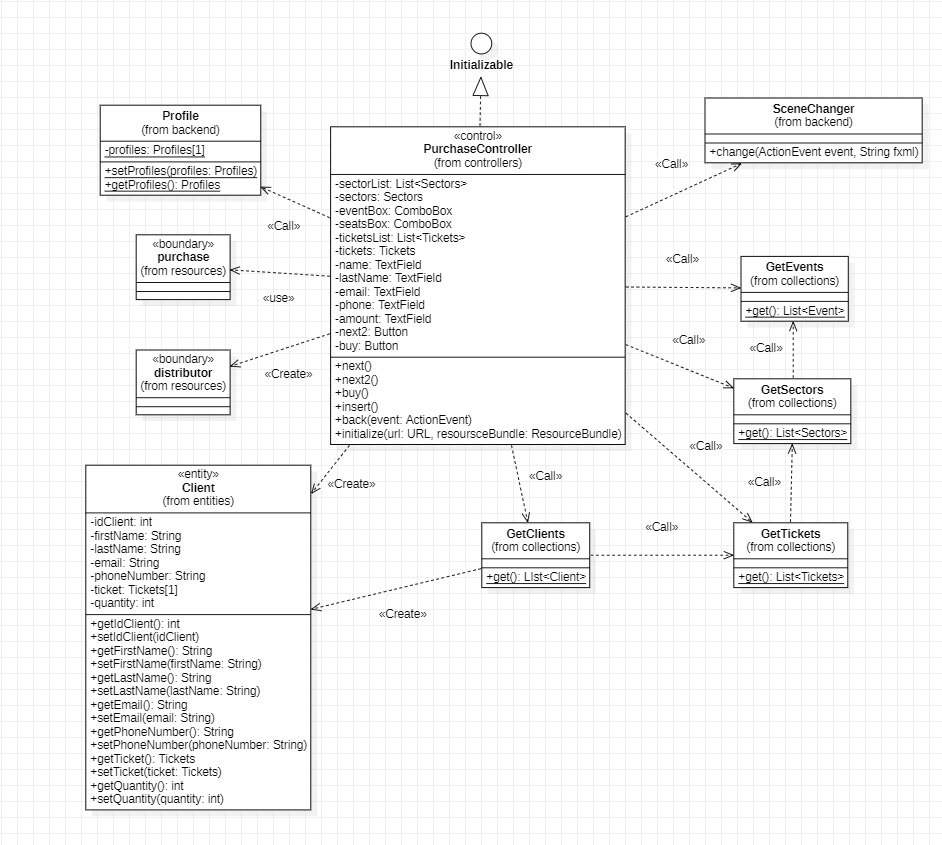 Initializable
Profile
(from backend)
-profiles: Profiles[1]
+setProfiles(profiles: Profiles)
+getProfiles(): Profiles
«control»
PurchaseController
(from controllers)
-sectorList: List<Sectors>
-sectors: Sectors
-eventBox: ComboBox
-seatsBox: ComboBox
-ticketsList: List<Tickets>
-tickets: Tickets
-name: TextField
-lastName: TextField
-email: TextField
-phone: TextField
-amount: TextField
-next2: Button
-buy: Button
+next()
+next2()
+buy()
+insert()
+back(event: ActionEvent)
+initialize(url: URL, resoursceBundle: ResourceBundle)
SceneChanger
(from backend)
+change(ActionEvent event, String fxml)
«Call»
«Call»
«boundary»
purchase
(from resources)
«use»
«Call»
GetEvents
(from collections)
+get(): List<Event>
«boundary»
distributor
(from resources)
«Create»
«Call»
«Call»
GetSectors
(from collections)
+get(): List<Sectors>
«Call»
«Call»
«Create»
«Call»
«entity»
Client
(from entities)
-idClient: int
-firstName: String
-lastName: String
-email: String
-phoneNumber: String
-ticket: Tickets[1]
-quantity: int
+getIdClient(): int
+setIdClient(idClient)
+getFirstName(): String
+setFirstName(firstName: String)
+getLastName(): String
+setLastName(lastName: String)
+getEmail(): String
+setEmail(email: String)
+getPhoneNumber(): String
+setPhoneNumber(phoneNumber: String)
+getTicket(): Tickets
+setTicket(ticket: Tickets)
+getQuantity(): int
+setQuantity(quantity: int)
GetClients
(from collections)
+get(): LIst<Client>
«Call»
«Create»
GetTickets
(from collections)
+get(): List<Tickets>